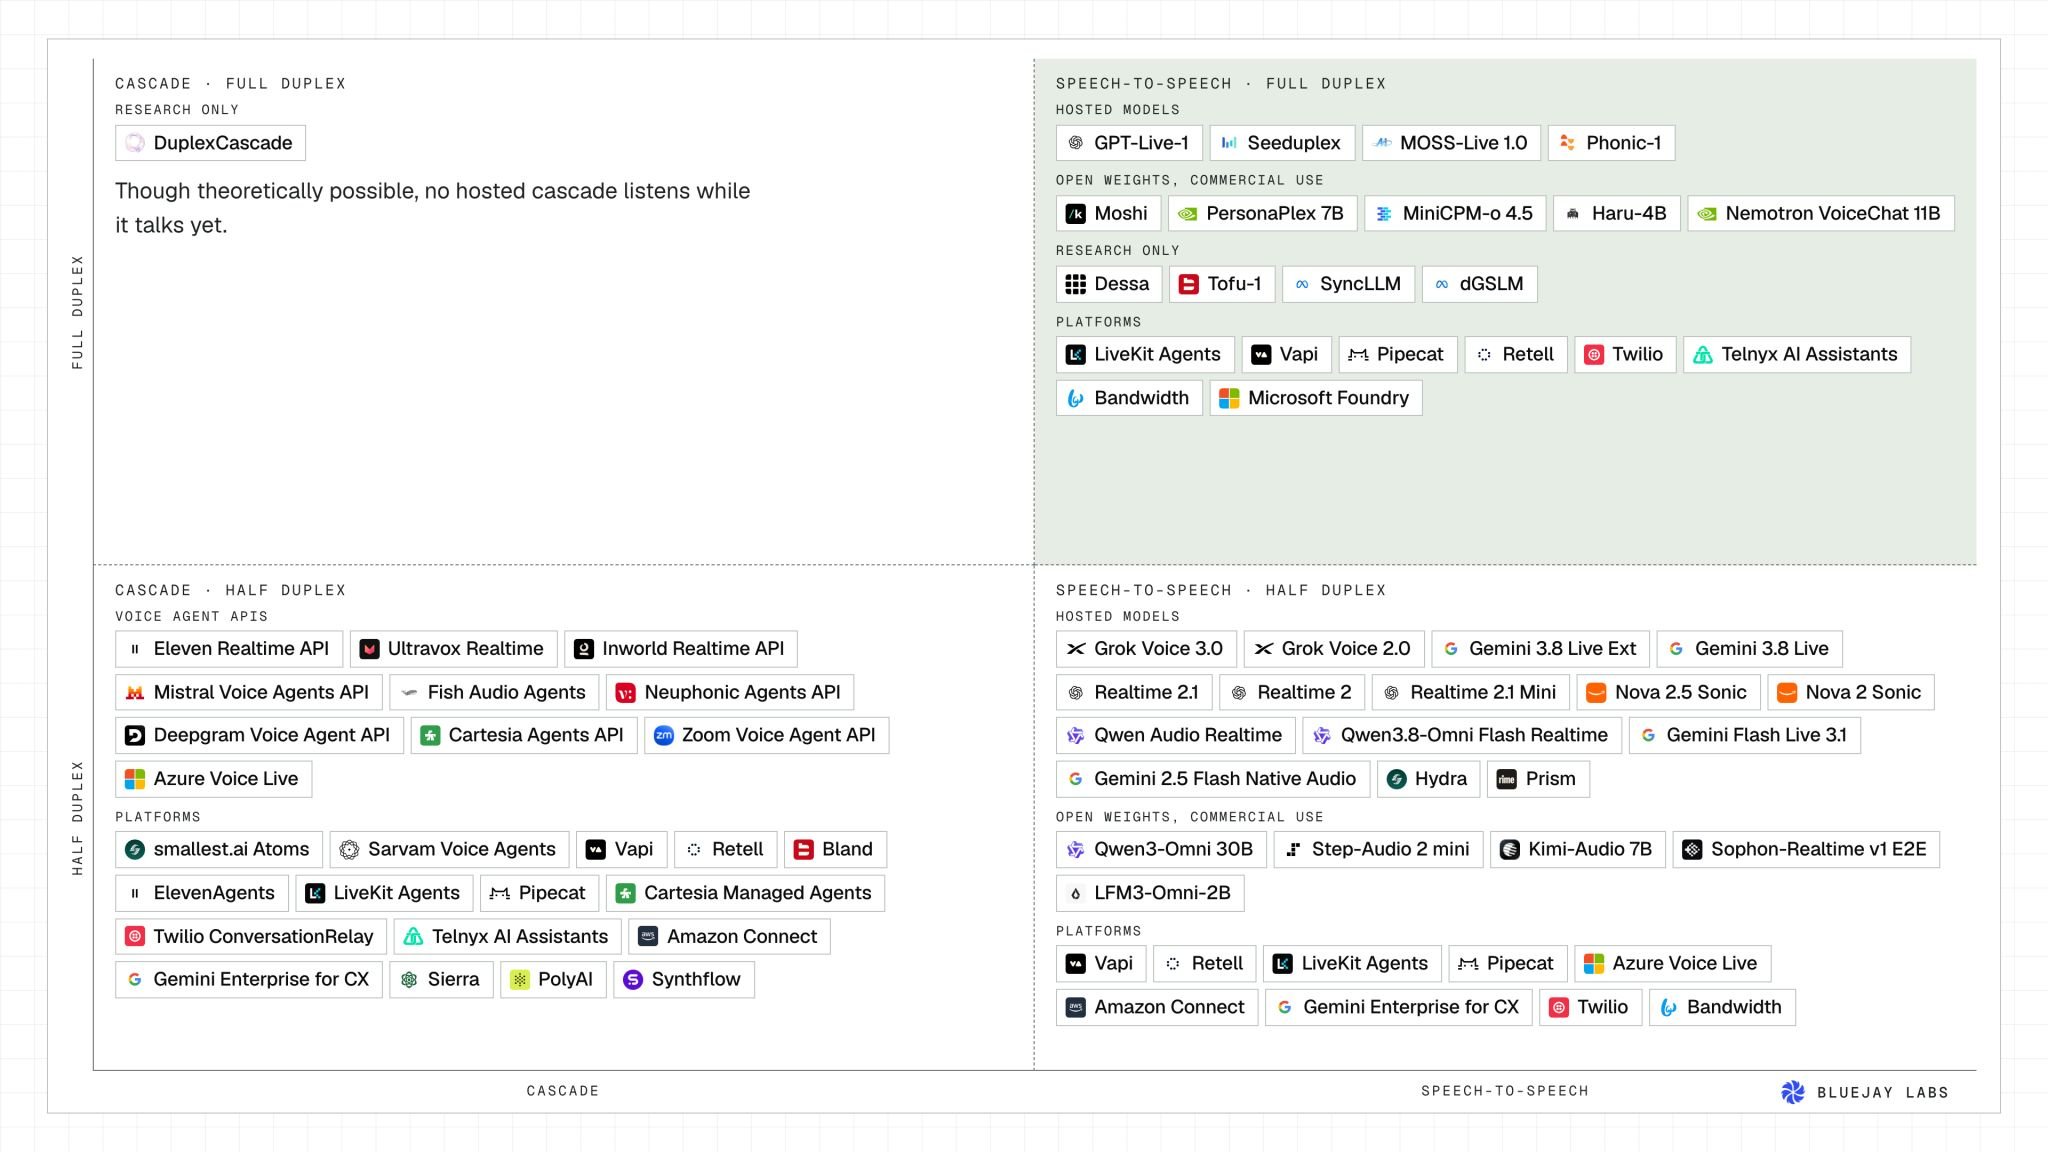 CASCADE · FULL DUPLEX
RESEARCH ONLY
DuplexCascade
Though theoretically possible, no hosted cascade listens while
it talks yet.
FULL DUPLEX
SPEECH-TO-SPEECH · FULL DUPLEX
HOSTED MODELS
GPT-Live-1 Seeduplex MOSS-Live 1.0 Phonic-1
OPEN WEIGHTS, COMMERCIAL USE
Moshi PersonaPlex 7B MiniCPM-o 4.5 Haru-4B Nemotron VoiceChat 11B
RESEARCH ONLY
Dessa Tofu-1 SyncLLM dGSLM
PLATFORMS
LiveKit Agents Vapi Pipecat Retell Twilio Telnyx AI Assistants
Bandwidth Microsoft Foundry
CASCADE · HALF DUPLEX
VOICE AGENT APIS
Eleven Realtime API Ultravox Realtime Inworld Realtime API
Mistral Voice Agents API Fish Audio Agents Neuphonic Agents API
Deepgram Voice Agent API Cartesia Agents API zm Zoom Voice Agent API
Azure Voice Live
PLATFORMS
smallest.ai Atoms Sarvam Voice Agents Vapi Retell Bland
ElevenAgents LiveKit Agents Pipecat Cartesia Managed Agents
Twilio ConversationRelay Telnyx AI Assistants aws Amazon Connect
Gemini Enterprise for CX Sierra PolyAI Synthflow
HALF DUPLEX
SPEECH-TO-SPEECH · HALF DUPLEX
HOSTED MODELS
Grok Voice 3.0 Grok Voice 2.0 Gemini 3.8 Live Ext Gemini 3.8 Live
Realtime 2.1 Realtime 2 Realtime 2.1 Mini Nova 2.5 Sonic Nova 2 Sonic
Qwen Audio Realtime Qwen3.8-Omni Flash Realtime Gemini Flash Live 3.1
Gemini 2.5 Flash Native Audio Hydra rime Prism
OPEN WEIGHTS, COMMERCIAL USE
Qwen3-Omni 30B Step-Audio 2 mini Kimi-Audio 7B Sophon-Realtime v1 E2E
LFM3-Omni-2B
PLATFORMS
Vapi Retell LiveKit Agents Pipecat Azure Voice Live
aws Amazon Connect Gemini Enterprise for CX Twilio Bandwidth
CASCADE
SPEECH-TO-SPEECH
BLUEJAY LABS